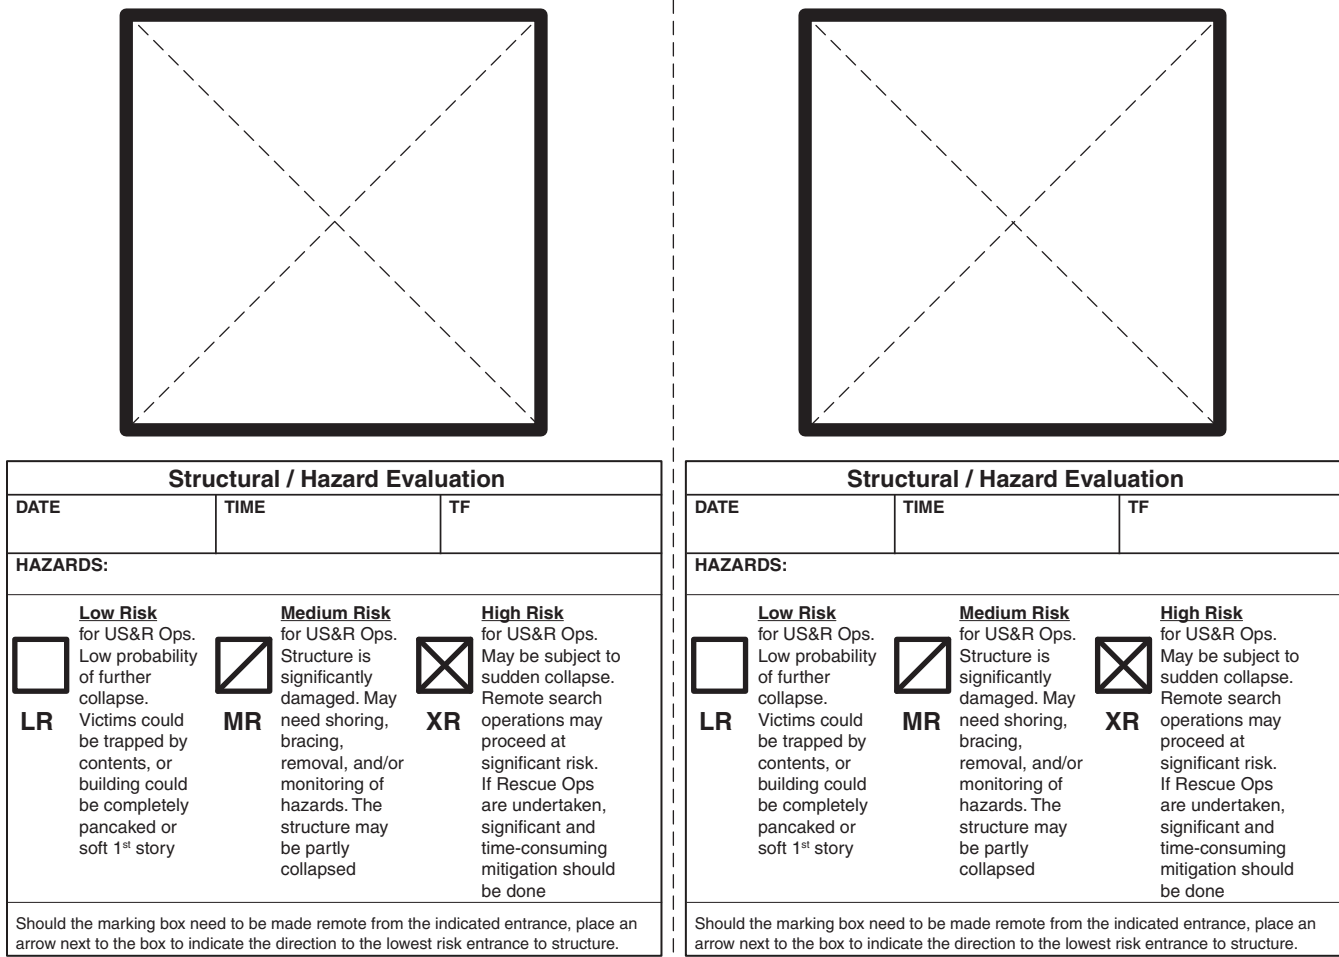 Structural / Hazard Evaluation
DATE
TIME
TF
HAZARDS:
Low Risk
for US&R Ops.
Low probability
of further
collapse.
Victims could
be trapped by
contents, or
building could
be completely
pancaked or
soft 1st story
LR
Medium Risk
for US&R Ops.
Structure is
significantly
damaged. May
need shoring,
bracing,
removal, and/or
monitoring of
hazards. The
structure may
be partly
collapsed
MR
High Risk
for US&R Ops.
May be subject to
sudden collapse.
Remote search
operations may
proceed at
significant risk.
If Rescue Ops
are undertaken,
significant and
time-consuming
mitigation should
be done
XR
Should the marking box need to be made remote from the indicated entrance, place an
arrow next to the box to indicate the direction to the lowest risk entrance to structure.
Structural / Hazard Evaluation
DATE
TIME
TF
HAZARDS:
Low Risk
for US&R Ops.
Low probability
of further
collapse.
Victims could
be trapped by
contents, or
building could
be completely
pancaked or
soft 1st story
LR
Medium Risk
for US&R Ops.
Structure is
significantly
damaged. May
need shoring,
bracing,
removal, and/or
monitoring of
hazards. The
structure may
be partly
collapsed
MR
High Risk
for US&R Ops.
May be subject to
sudden collapse.
Remote search
operations may
proceed at
significant risk.
If Rescue Ops
are undertaken,
significant and
time-consuming
mitigation should
be done
XR
Should the marking box need to be made remote from the indicated entrance, place an
arrow next to the box to indicate the direction to the lowest risk entrance to structure.